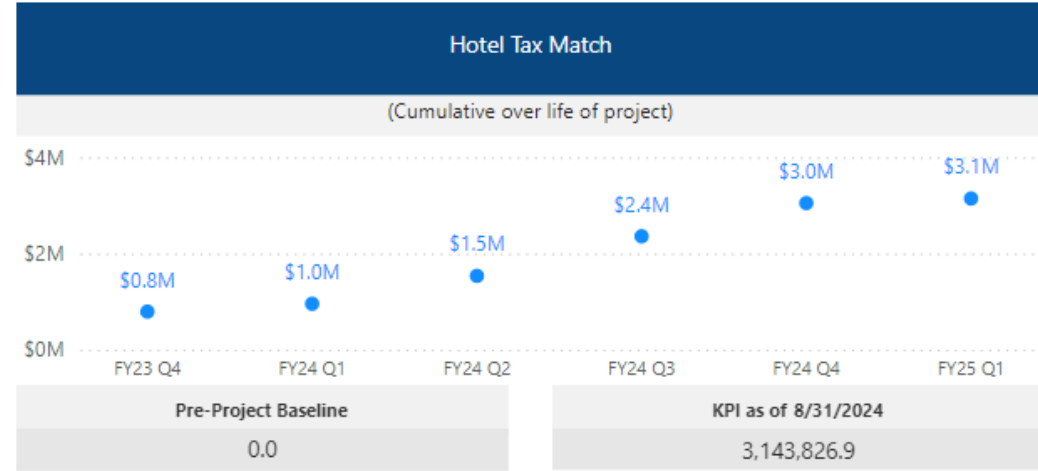 Hotel Tax Match
(Cumulative over life of project)
$4M
$2M
$0M
$0.8M
$1.0M
$1.5M
$2.4M
$3.0M
$3.1M
FY23 Q4 FY24 Q1 FY24 Q2 FY24 Q3 FY24 Q4 FY25 Q1
Pre-Project Baseline
0.0
KPI as of 8/31/2024
3,143,826.9